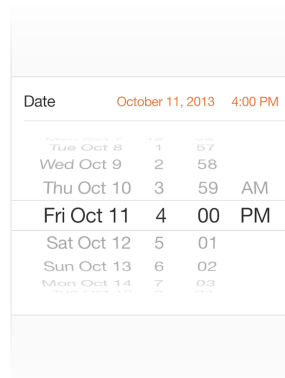 Date October 11, 2013 4:00 PM
Tue Oct 8 1 57
Wed Oct 9 2 58
Thu Oct 10 3 59 AM
Fri Oct 11 4 00 PM
Sat Oct 12 5 01
Sun Oct 13 6 02
Mon Oct 14 7 03